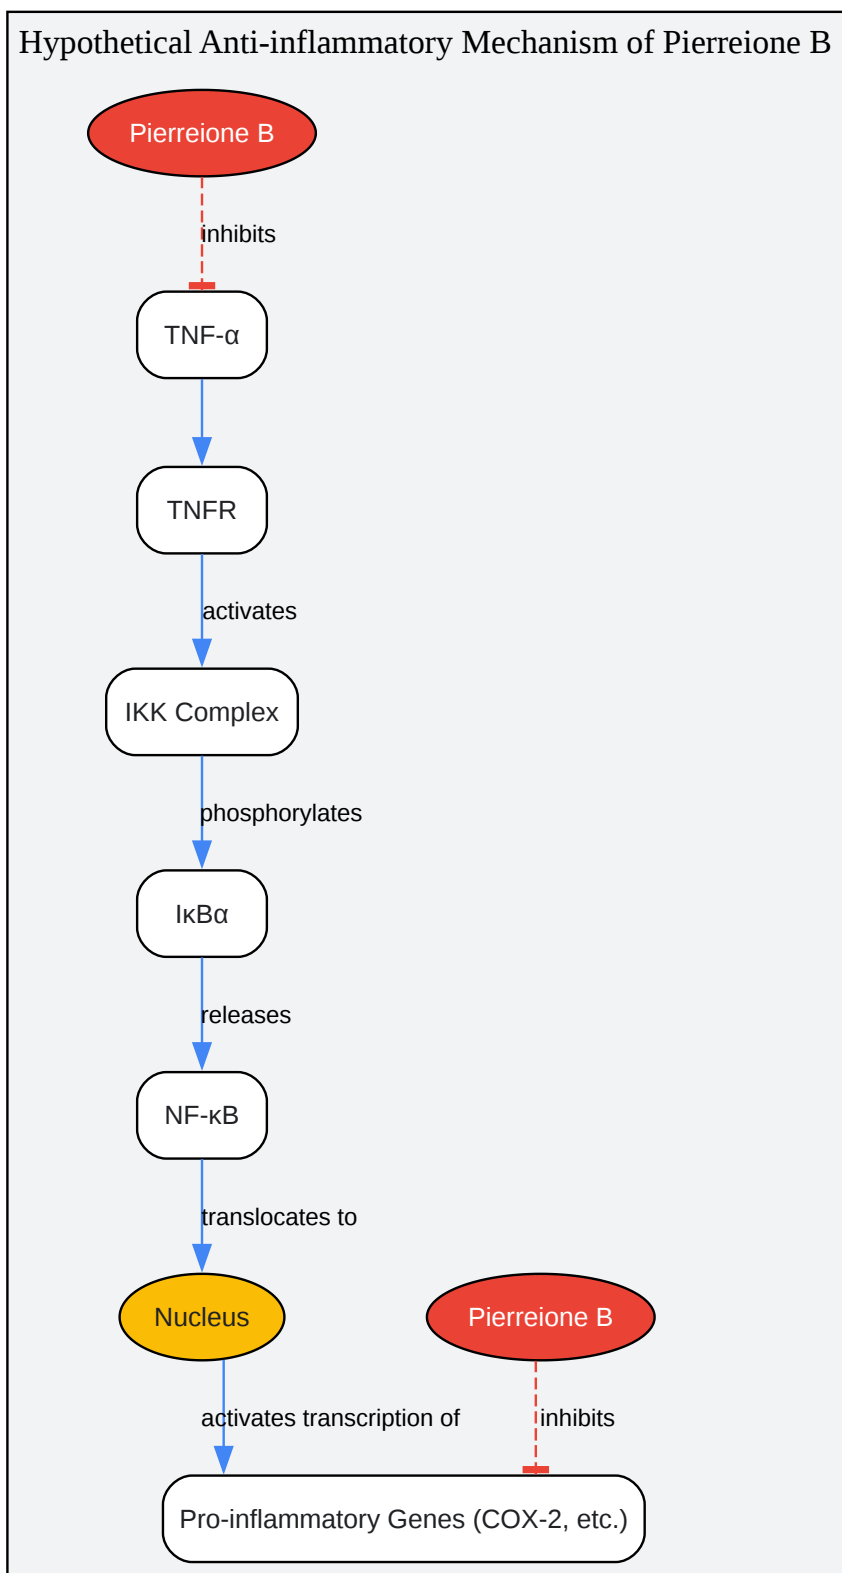 Hypothetical Anti-inflammatory Mechanism of Pierreione B
Pierreione B
inhibits
TNF-α
TNFR
activates
IKK Complex
phosphorylates
IκBα
releases
NF-κB
translocates to
Nucleus
Pierreione B
activates transcription of
inhibits
Pro-inflammatory Genes (COX-2, etc.)